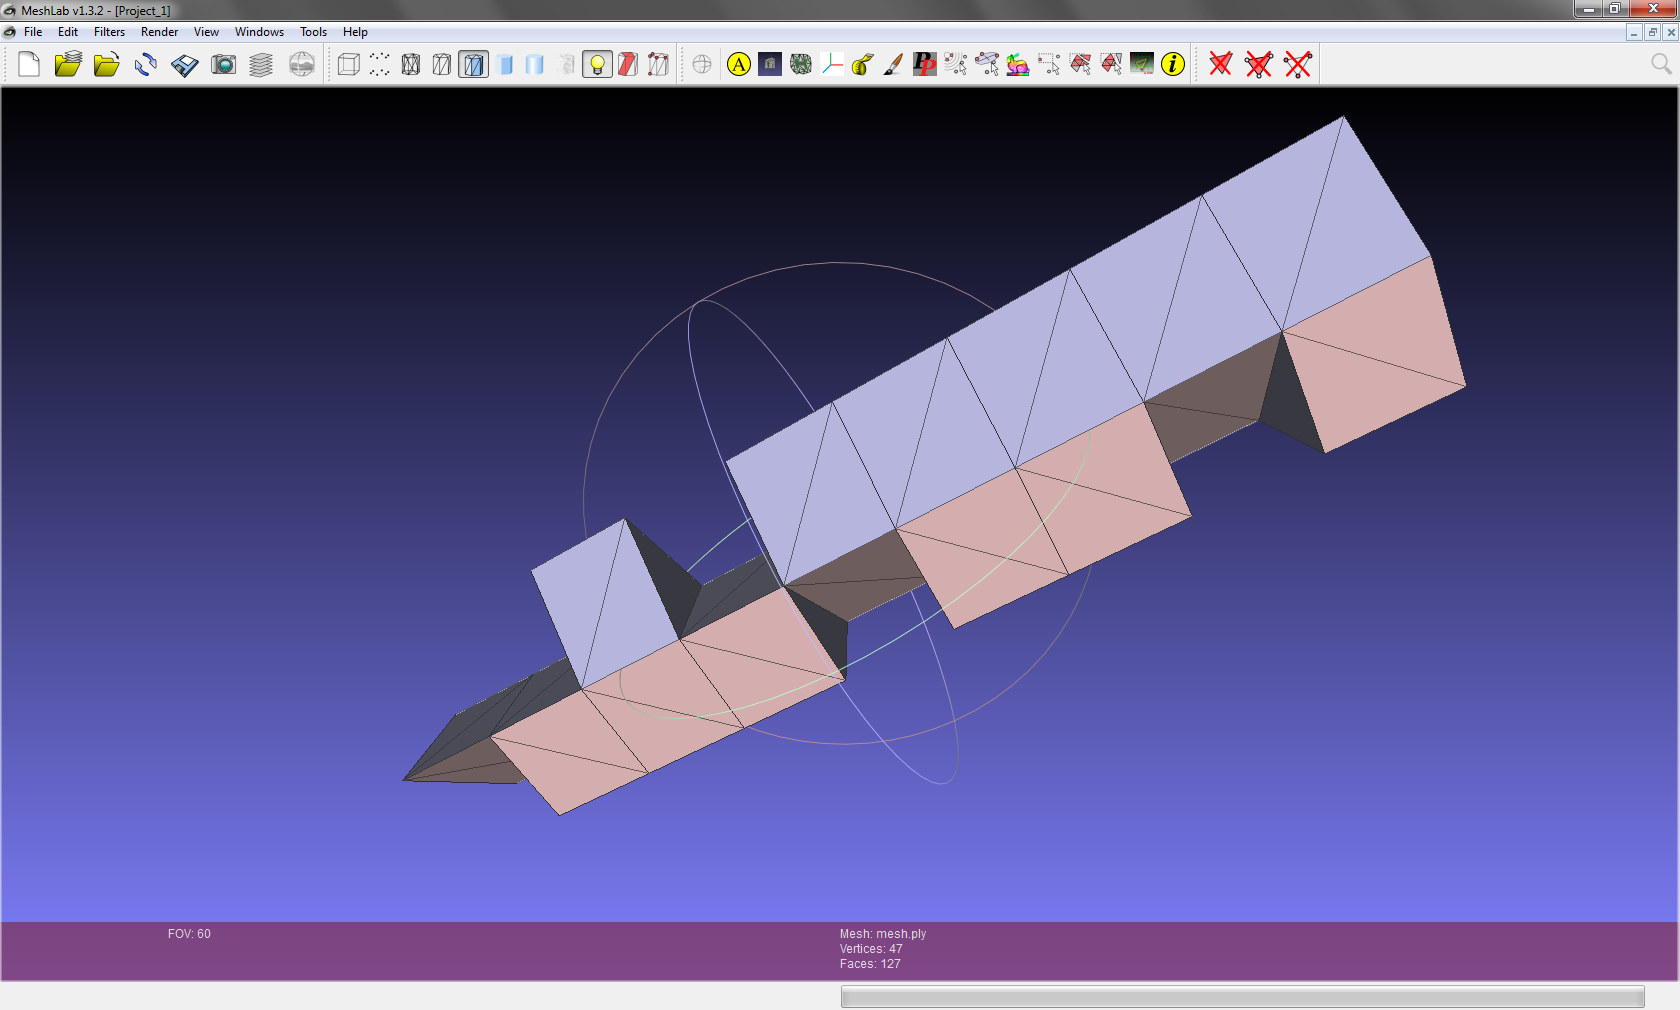 MeshLab v1.3.2 - [Project_1]
File Edit Filters Render View Windows Tools Help
A
PP
i
FOV: 60
Mesh: mesh.ply
Vertices: 47
Faces: 127